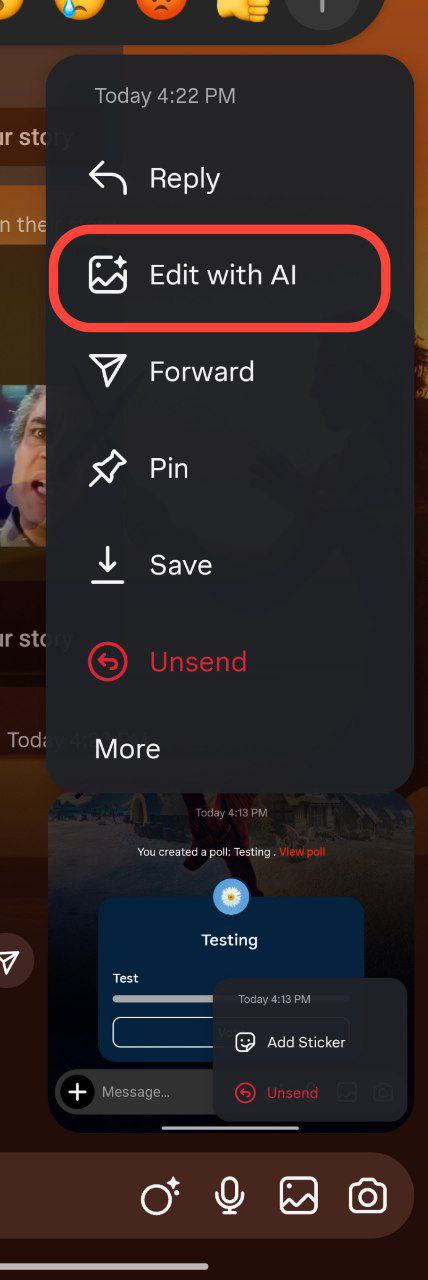 Today 4:22 PM
ur story
Reply
n the
Edit with AI
Forward
Pin
Save
ur story
Unsend
Today 4:
More
Today 4:13 PM
You created a poll: Testing . View poll
Testing
Test
Today 4:13 PM
Add Sticker
Message...
Unsend